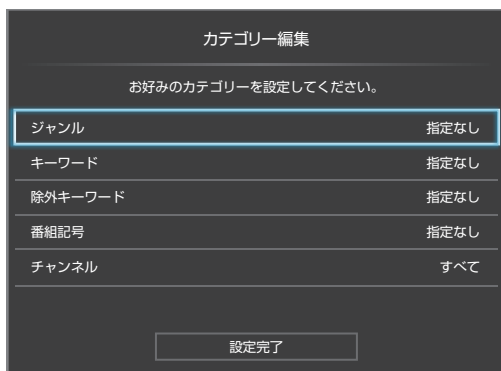 カテゴリー編集
お好みのカテゴリーを設定してください。
ジャンル 指定なし
キーワード 指定なし
除外キーワード 指定なし
番組記号 指定なし
チャンネル すべて
設定完了